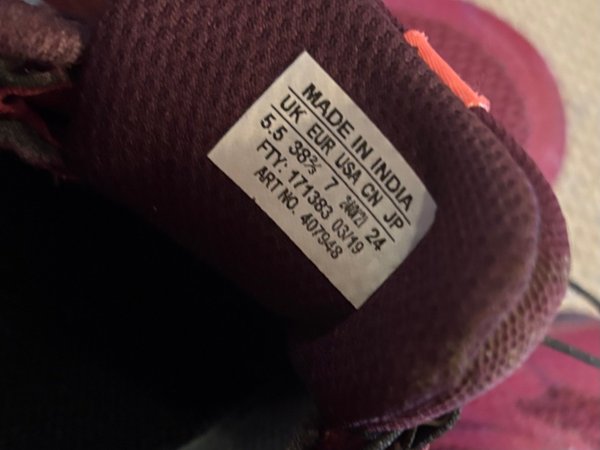 MADE IN INDIA
UK EUR USA CN JP
5.5 38⅔ 7 24
FTY: 171383 03/19
ART NO. 407948